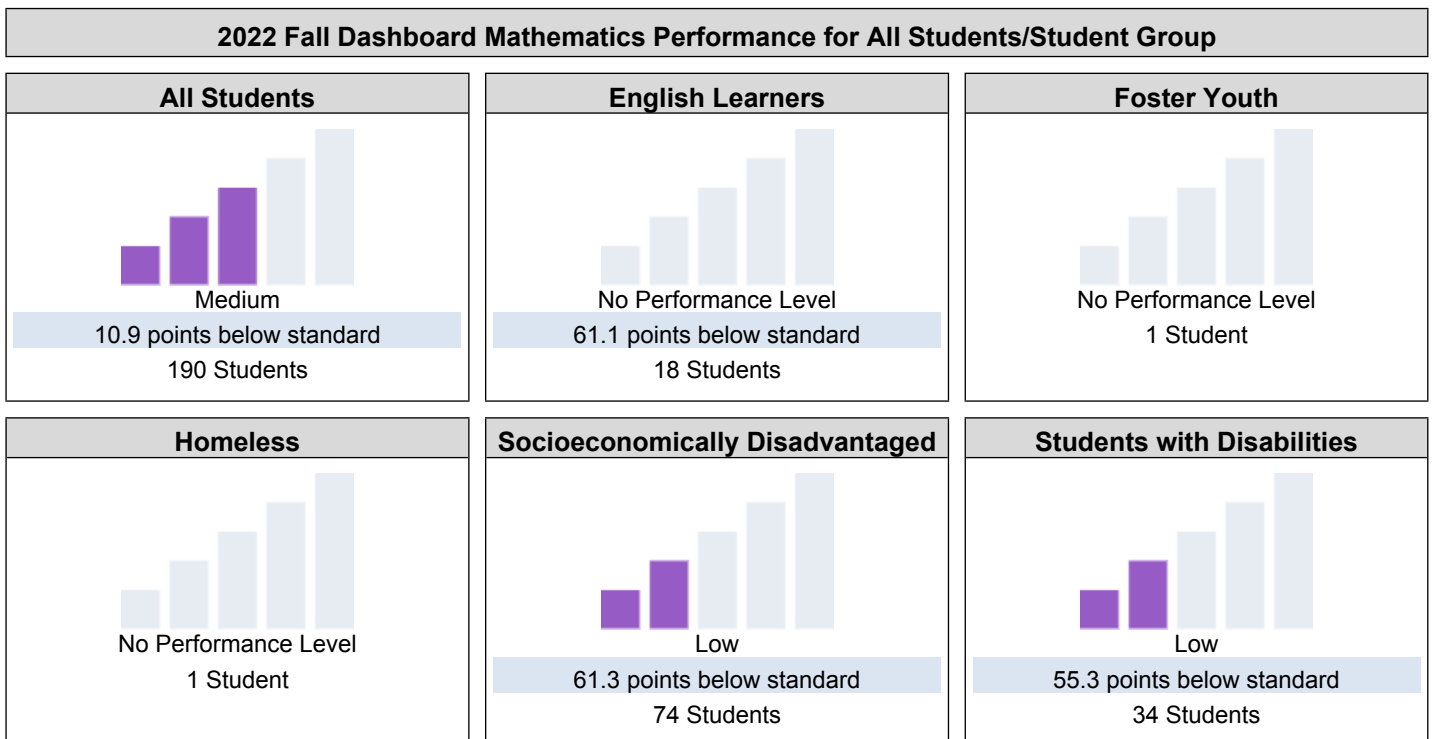 2022 Fall Dashboard Mathematics Performance for All Students/Student Group
All Students
Medium
10.9 points below standard
190 Students
English Learners
No Performance Level
61.1 points below standard
18 Students
Foster Youth
No Performance Level
1 Student
Homeless
No Performance Level
1 Student
Socioeconomically Disadvantaged
Low
61.3 points below standard
74 Students
Students with Disabilities
Low
55.3 points below standard
34 Students